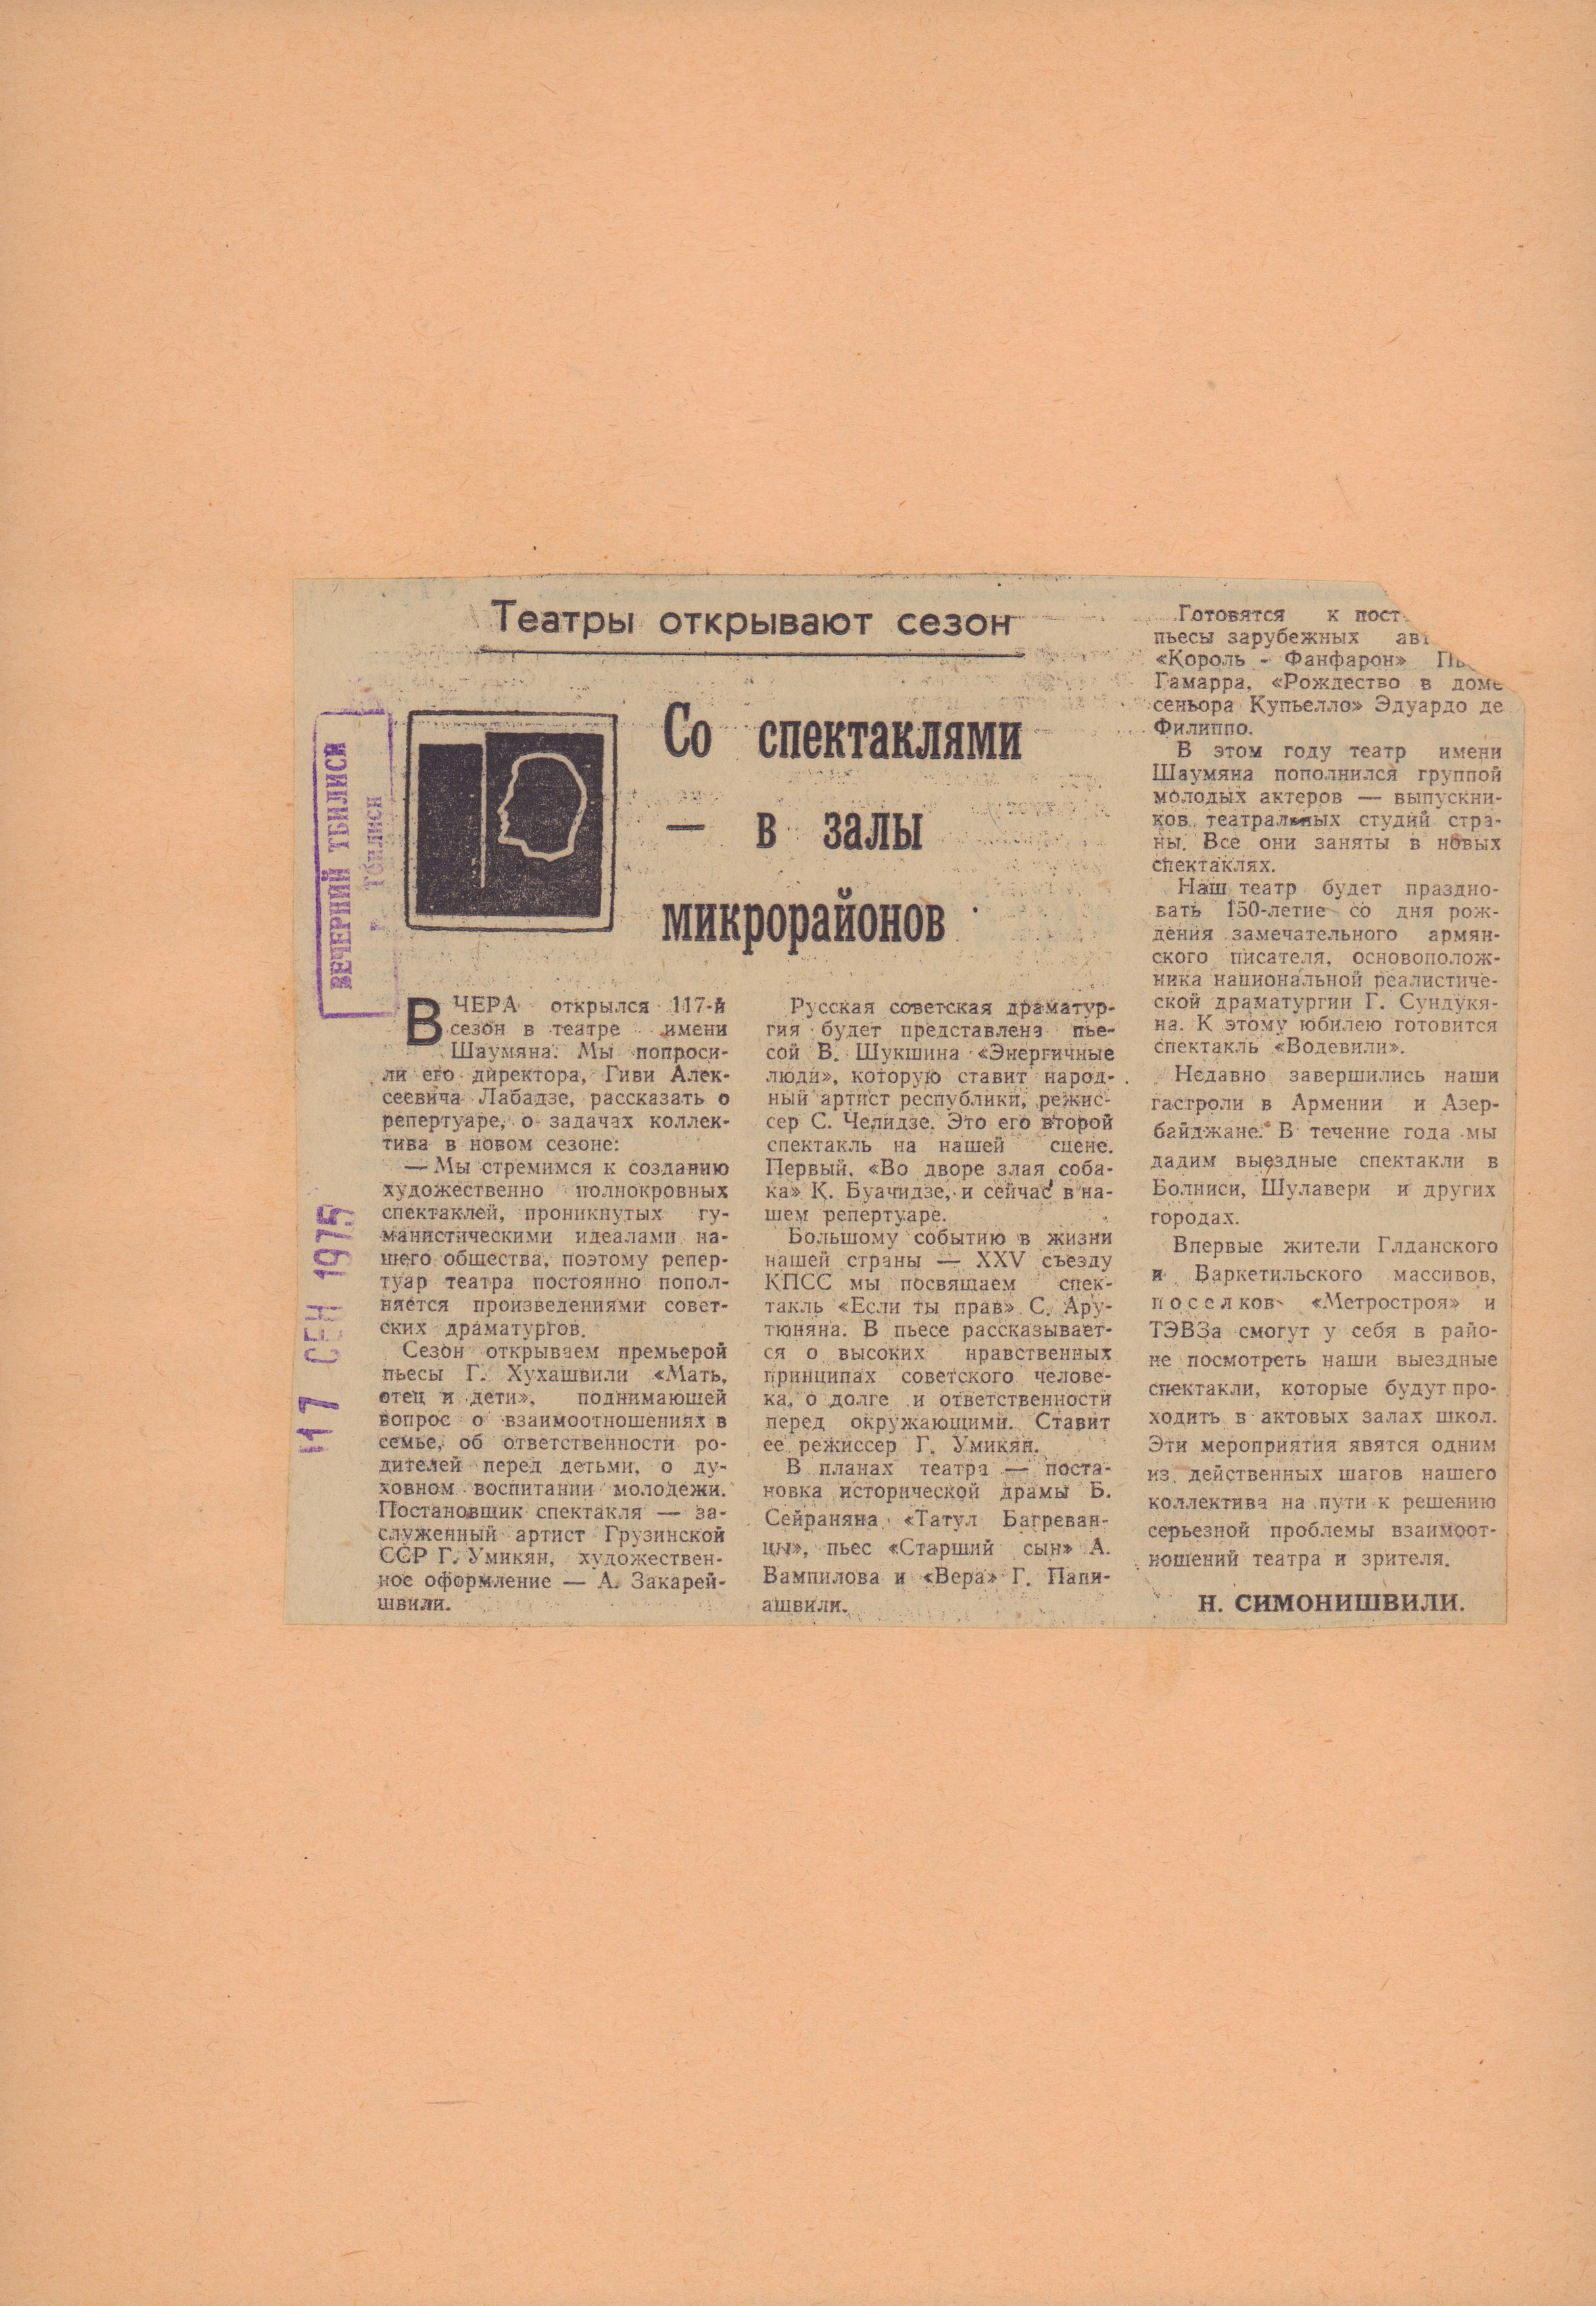 Театры открывают сезон
Со спектаклями
— в залы
микрорайонов
ВЕЧЕРНИЙ ТБИЛИСИ
г. Тбилиси
17 СЕН 1975
ВЧЕРА открылся 117-й
сезон в театре имени
Шаумяна. Мы попроси-
ли его директора, Гиви Алек-
сеевича Лабадзе, рассказать о
репертуаре, о задачах коллек-
тива в новом сезоне:
— Мы стремимся к созданию
художественно полнокровных
спектаклей, проникнутых гу-
манистическими идеалами на-
шего общества, поэтому репер-
туар театра постоянно попол-
няется произведениями совет-
ских драматургов.
Сезон открываем премьерой
пьесы Г. Хухашвили «Мать,
отец и дети», поднимающей
вопрос о взаимоотношениях в
семье, об ответственности ро-
дителей перед детьми, о ду-
ховном воспитании молодежи.
Постановщик спектакля — за-
служенный артист Грузинской
ССР Г. Умикян, художествен-
ное оформление — А. Закарей-
швили.
Русская советская драматур-
гия будет представлена пье-
сой В. Шукшина «Энергичные
люди», которую ставит народ-
ный артист республики, режис-
сер С. Челидзе. Это его второй
спектакль на нашей сцене.
Первый, «Во дворе злая соба-
ка» К. Буачидзе, и сейчас в на-
шем репертуаре.
Большому событию в жизни
нашей страны — XXV съезду
КПСС мы посвящаем спек-
такль «Если ты прав» С. Ару-
тюняна. В пьесе рассказывает-
ся о высоких нравственных
принципах советского челове-
ка, о долге и ответственности
перед окружающими. Ставит
ее режиссер Г. Умикян.
В планах театра — поста-
новка исторической драмы Б.
Сейраняна «Татул Багреван-
цы», пьес «Старший сын» А.
Вампилова и «Вера» Г. Папи-
ашвили.
Готовятся к
пьесы зарубежных
«Король - Фанфарон»
Гамарра, «Рождество в доме
сеньора Купьелло» Эдуардо де
Филиппо.
В этом году театр имени
Шаумяна пополнился группой
молодых актеров — выпускни-
ков театральных студий стра-
ны. Все они заняты в новых
спектаклях.
Наш театр будет праздно-
вать 150-летие со дня рож-
дения замечательного армян-
ского писателя, основополож-
ника национальной реалистиче-
ской драматургии Г. Сундукя-
на. К этому юбилею готовится
спектакль «Водевили».
Недавно завершились наши
гастроли в Армении и Азер-
байджане. В течение года мы
дадим выездные спектакли в
Болниси, Шулавери и других
городах.
Впервые жители Глданского
и Варкетильского массивов,
поселков «Метростроя» и
ТЭВЗа смогут у себя в райо-
не посмотреть наши выездные
спектакли, которые будут про-
ходить в актовых залах школ.
Эти мероприятия явятся одним
из действенных шагов нашего
коллектива на пути к решению
серьезной проблемы взаимоот-
ношений театра и зрителя.
Н. СИМОНИШВИЛИ.